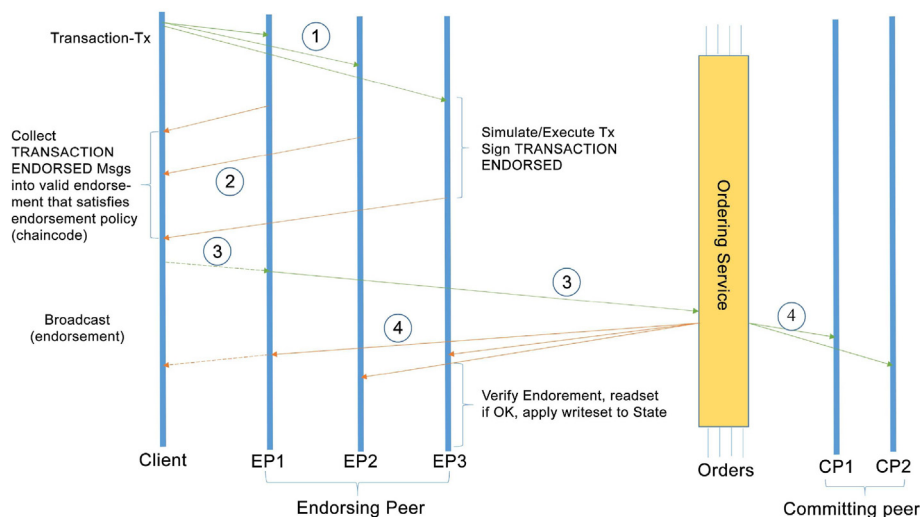 Transaction-Tx
1
Collect
TRANSACTION
ENDORSED Msgs
into valid endorse-
ment that satisfies
endorsement policy
(chaincode)
2
Simulate/Execute Tx
Sign TRANSACTION
ENDORSED
3
3
Ordering Service
Broadcast
(endorsement)
4
4
Verify Endorement, readset
if OK, apply writeset to State
Client
EP1
EP2
EP3
Orders
CP1
CP2
Endorsing Peer
Committing peer